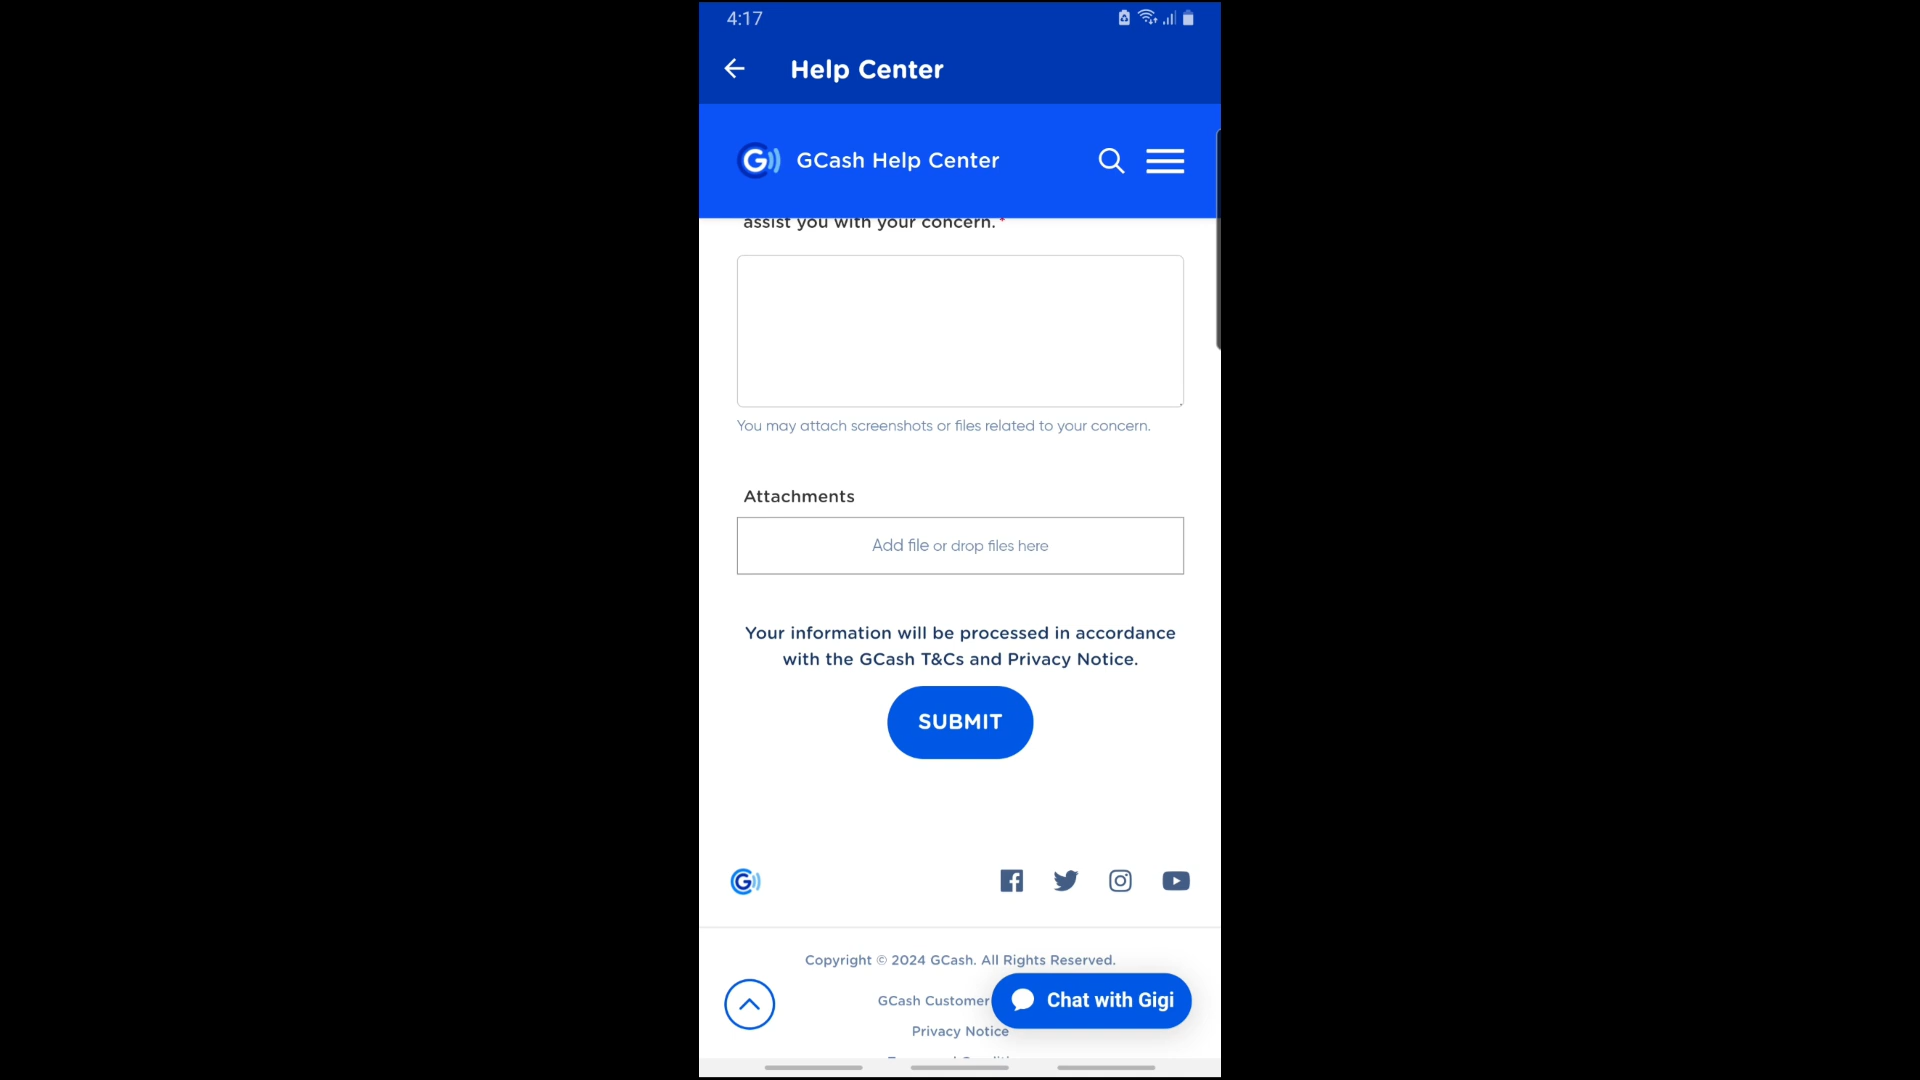 4:17
Help Center
GCash Help Center
assist you with your concern. *
You may attach screenshots or files related to your concern.
Attachments
Add file or drop files here
Your information will be processed in accordance
with the GCash T&Cs and Privacy Notice.
SUBMIT
Copyright © 2024 GCash. All Rights Reserved.
GCash Customer
Chat with Gigi
Privacy Notice